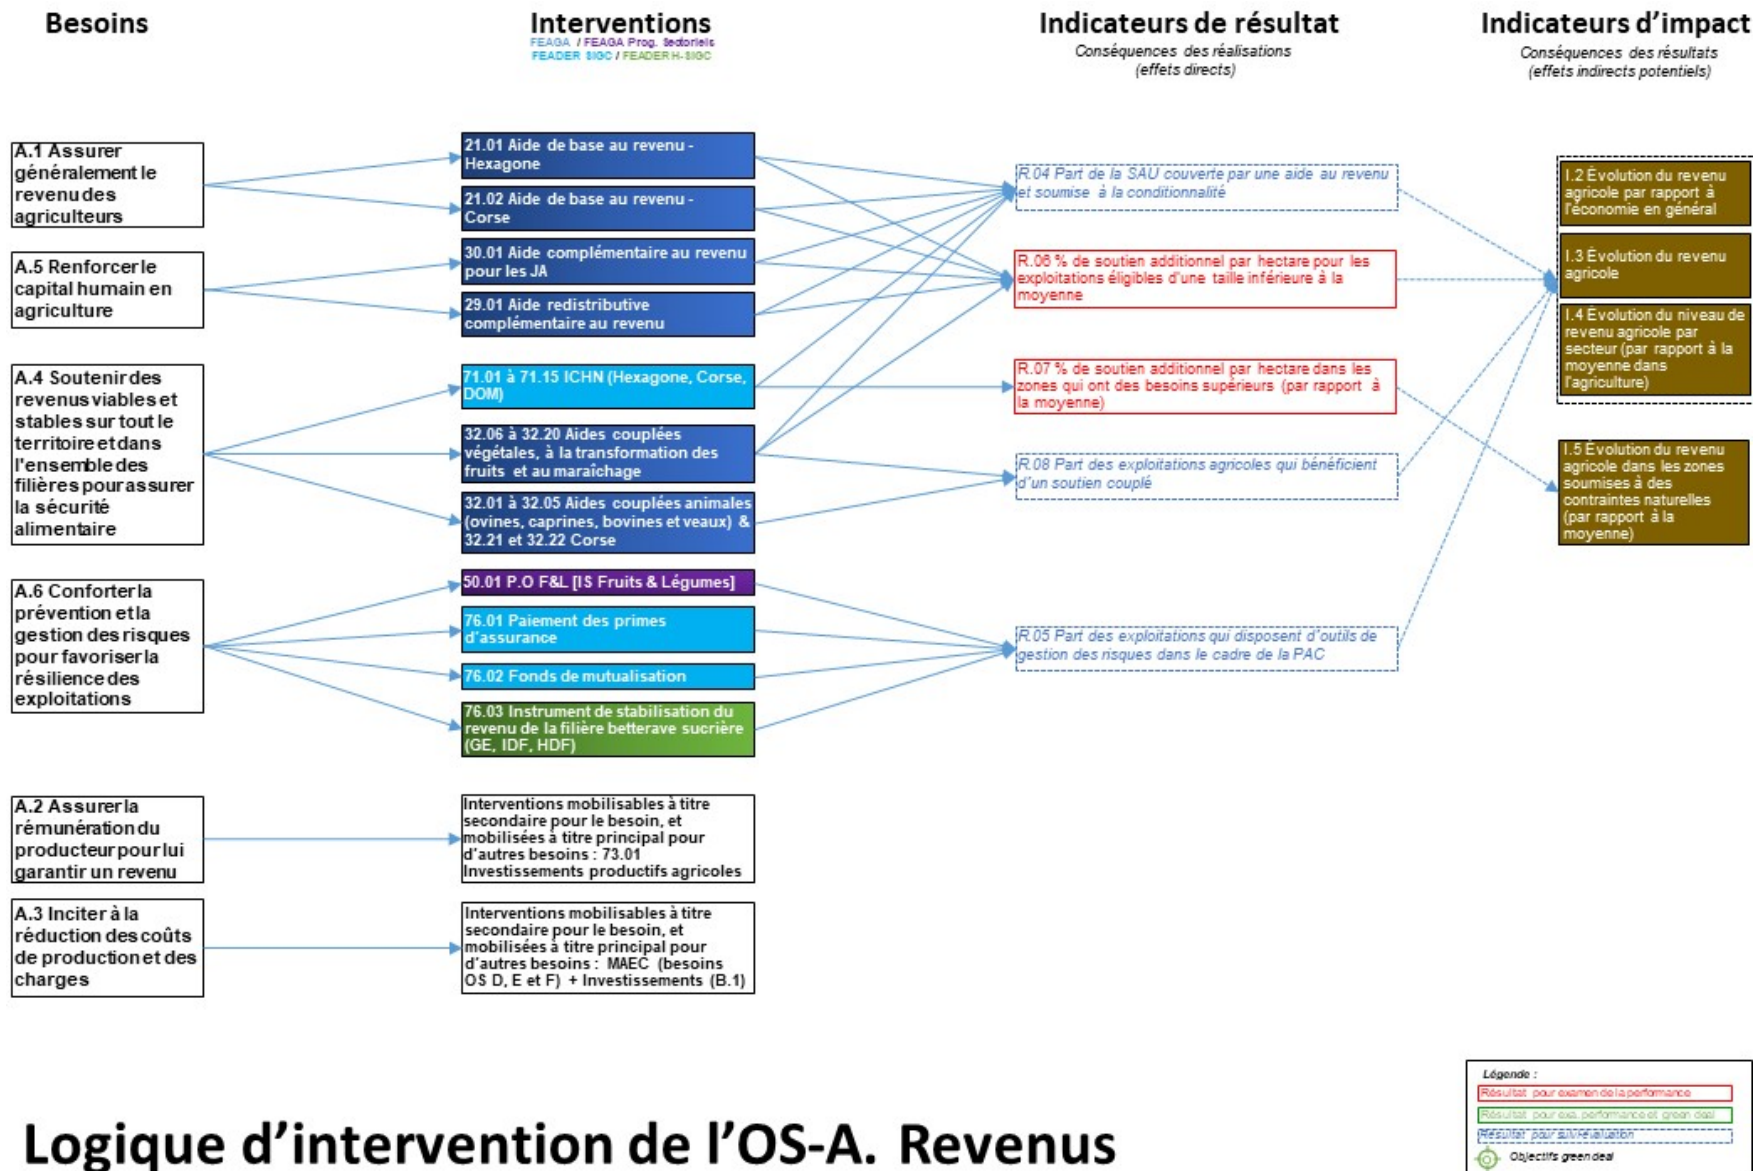 Besoins
Interventions
FEAGA / FEAGA Prog. Sectoriels
FEADER SIGC / FEADER H-SIGC
Indicateurs de résultat
Conséquences des réalisations
(effets directs)
Indicateurs d'impact
Conséquences des résultats
(effets indirects potentiels)
A.1 Assurer
généralement le
revenu des
agriculteurs
A.5 Renforcer le
capital humain en
agriculture
A.4 Soutenir des
revenus viables et
stables sur tout le
territoire et dans
l'ensemble des
filières pour assurer
la sécurité
alimentaire
A.6 Conforter la
prévention et la
gestion des risques
pour favoriser la
résilience des
exploitations
A.2 Assurer la
rémunération du
producteur pour lui
garantir un revenu
A.3 Inciter à la
réduction des coûts
de production et des
charges
21.01 Aide de base au revenu -
Hexagone
21.02 Aide de base au revenu -
Corse
30.01 Aide complémentaire au revenu
pour les JA
29.01 Aide redistributive
complémentaire au revenu
71.01 à 71.15 ICHN (Hexagone, Corse,
DOM)
32.06 à 32.20 Aides couplées
végétales, à la transformation des
fruits et au maraîchage
32.01 à 32.05 Aides couplées animales
(ovines, caprines, bovines et veaux) &
32.21 et 32.22 Corse
50.01 P.O F&L [IS Fruits & Légumes]
76.01 Paiement des primes
d'assurance
76.02 Fonds de mutualisation
76.03 Instrument de stabilisation du
revenu de la filière betterave sucrière
(GE, IDF, HDF)
Interventions mobilisables à titre
secondaire pour le besoin, et
mobilisées à titre principal pour
d'autres besoins : 73.01
Investissements productifs agricoles
Interventions mobilisables à titre
secondaire pour le besoin, et
mobilisées à titre principal pour
d'autres besoins : MAEC (besoins
OS D, E et F) + Investissements (B.1)
R.04 Part de la SAU couverte par une aide au revenu
et soumise à la conditionnalité
R.06 % de soutien additionnel par hectare pour les
exploitations éligibles d'une taille inférieure à la
moyenne
R.07 % de soutien additionnel par hectare dans les
zones qui ont des besoins supérieurs (par rapport à
la moyenne)
R.08 Part des exploitations agricoles qui bénéficient
d'un soutien couplé
R.05 Part des exploitations qui disposent d'outils de
gestion des risques dans le cadre de la PAC
I.2 Évolution du revenu
agricole par rapport à
l'économie en général
I.3 Évolution du revenu
agricole
I.4 Évolution du niveau de
revenu agricole par
secteur (par rapport à la
moyenne dans
l'agriculture)
I.5 Évolution du revenu
agricole dans les zones
soumises à des
contraintes naturelles
(par rapport à la
moyenne)
Logique d'intervention de l'OS-A. Revenus
Légende :
Résultat pour examen de la performance
Résultat pour exa. performance et green deal
Résultat pour suivi/évaluation
Objectifs green deal